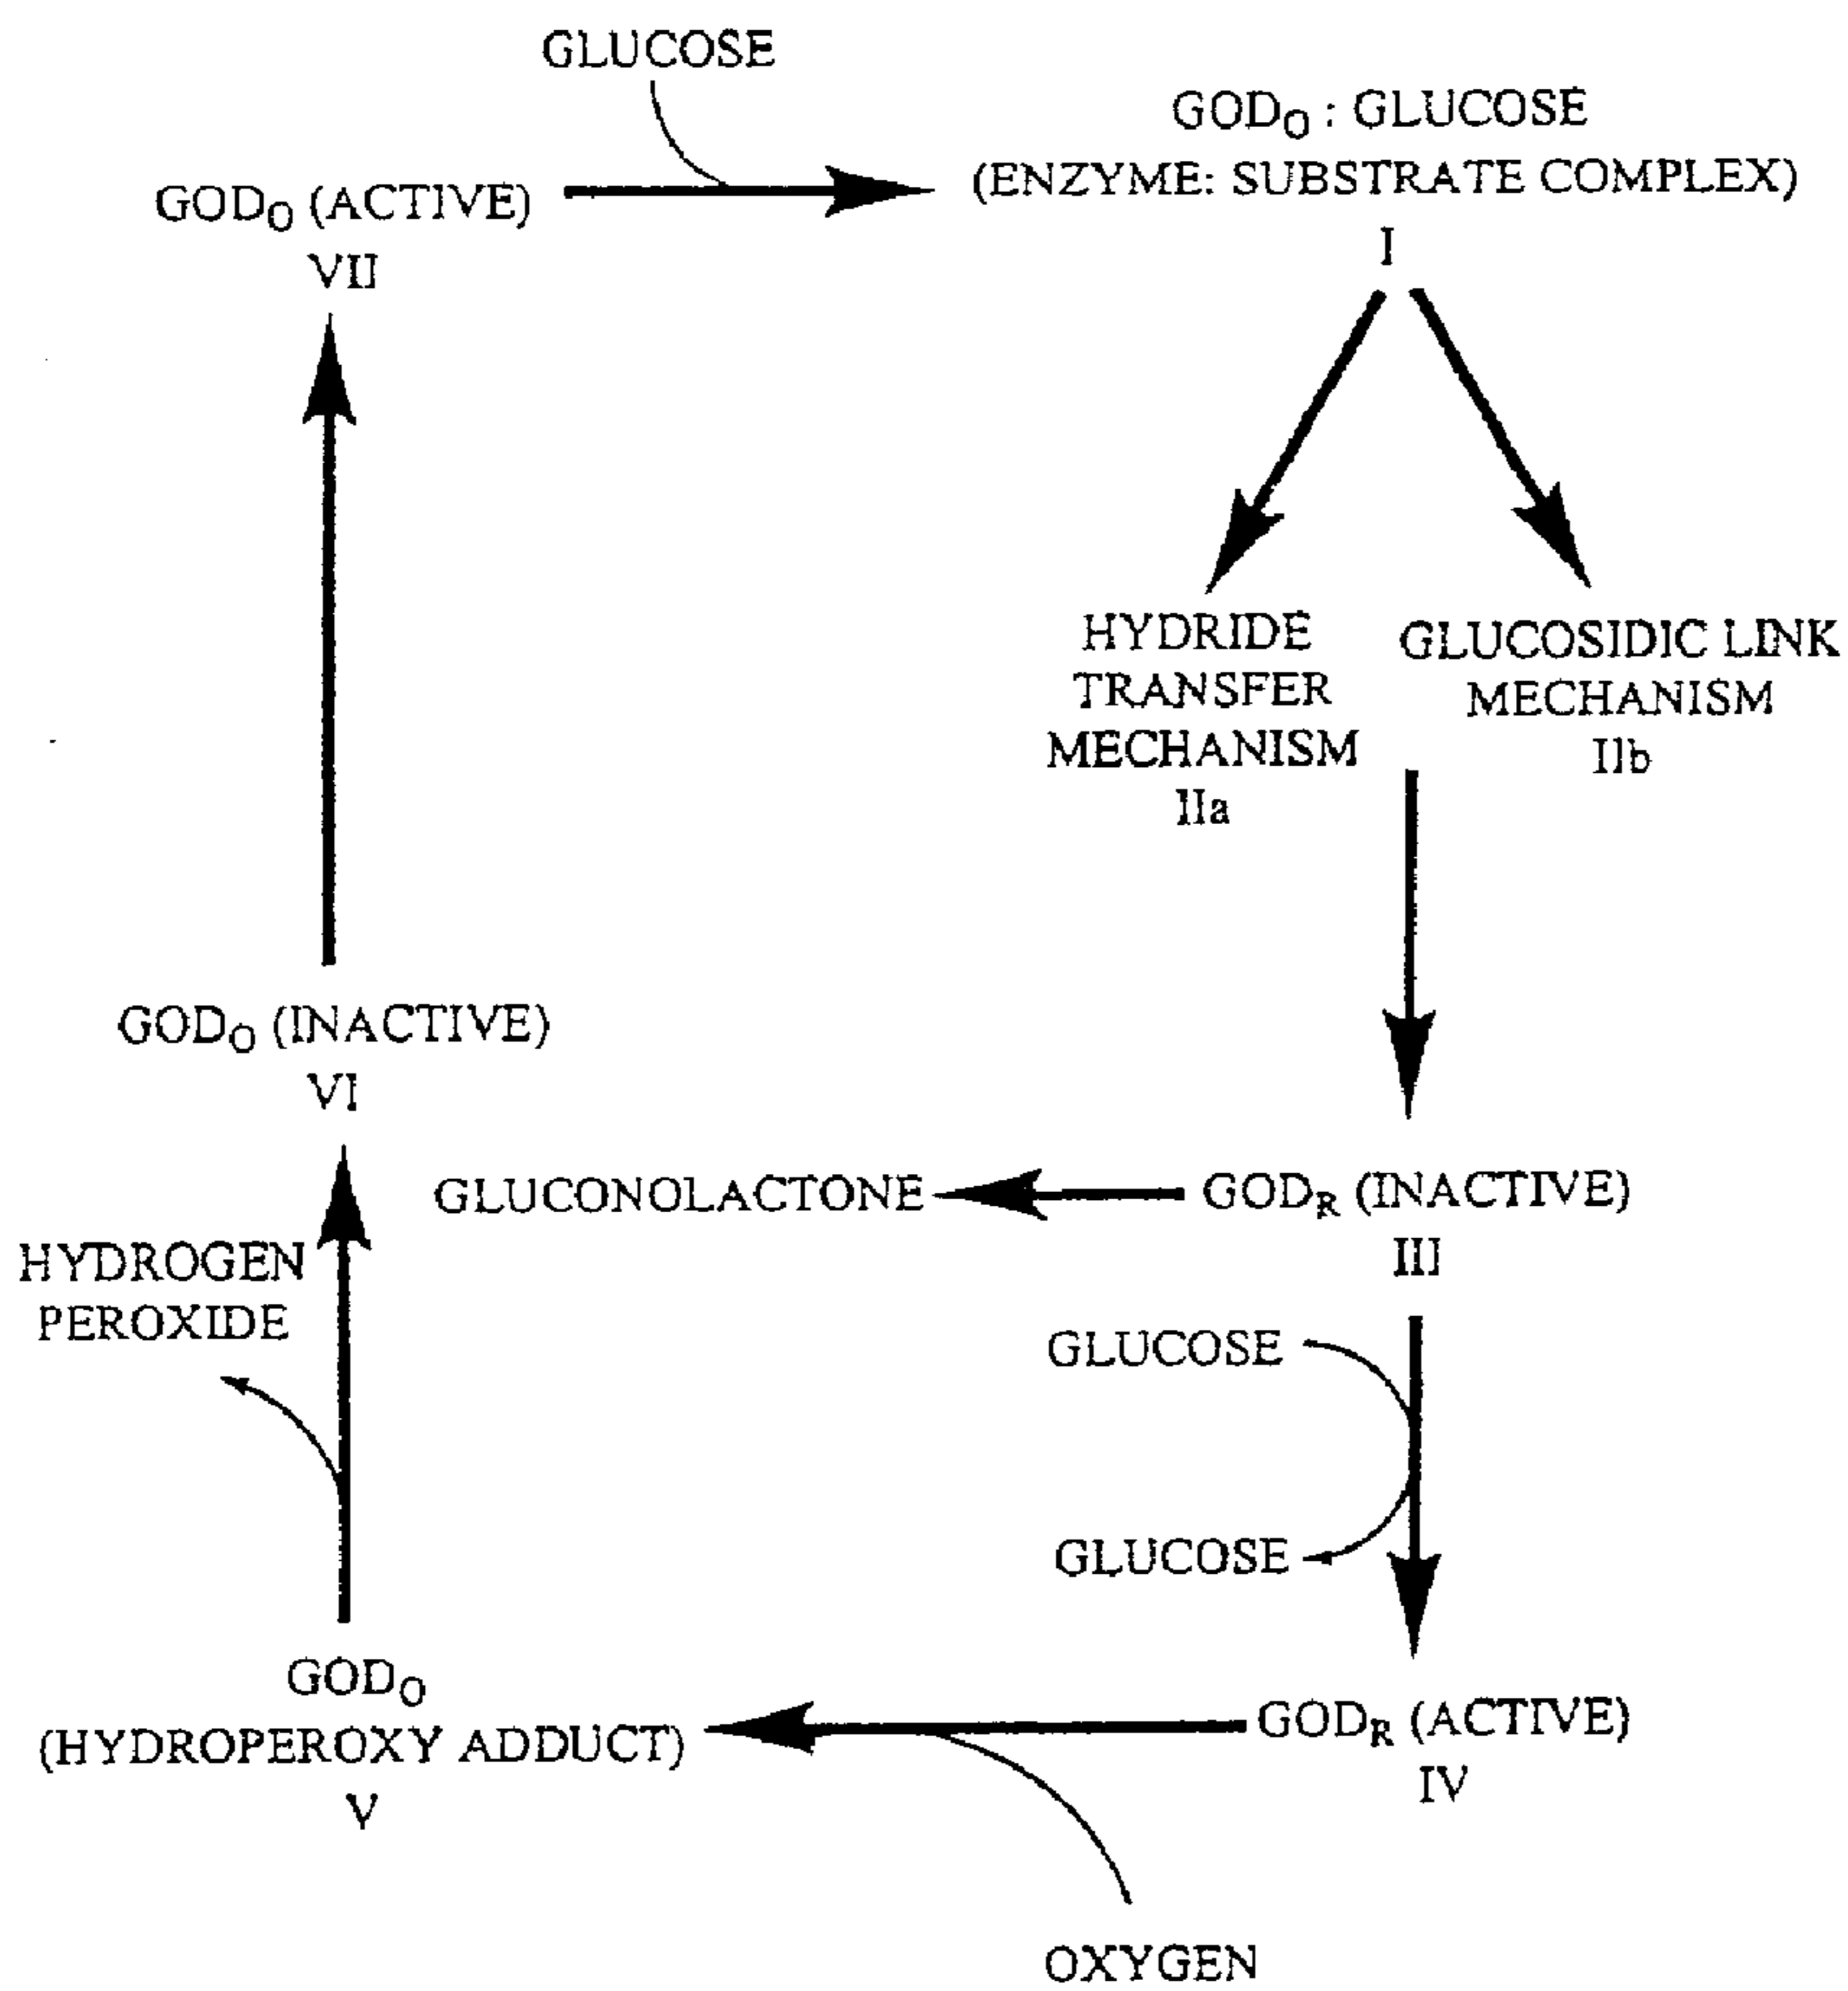 GLUCOSE
GOD_O : GLUCOSE
(ENZYME: SUBSTRATE COMPLEX)
I
GOD_O (ACTIVE)
VII
HYDRIDE
TRANSFER
MECHANISM
IIa
GLUCOSIDIC LINK
MECHANISM
IIb
GOD_O (INACTIVE)
VI
GLUCONOLACTONE
GOD_R (INACTIVE)
III
HYDROGEN
PEROXIDE
GLUCOSE
GLUCOSE
GOD_O
(HYDROPEROXY ADDUCT)
V
GOD_R (ACTIVE)
IV
OXYGEN